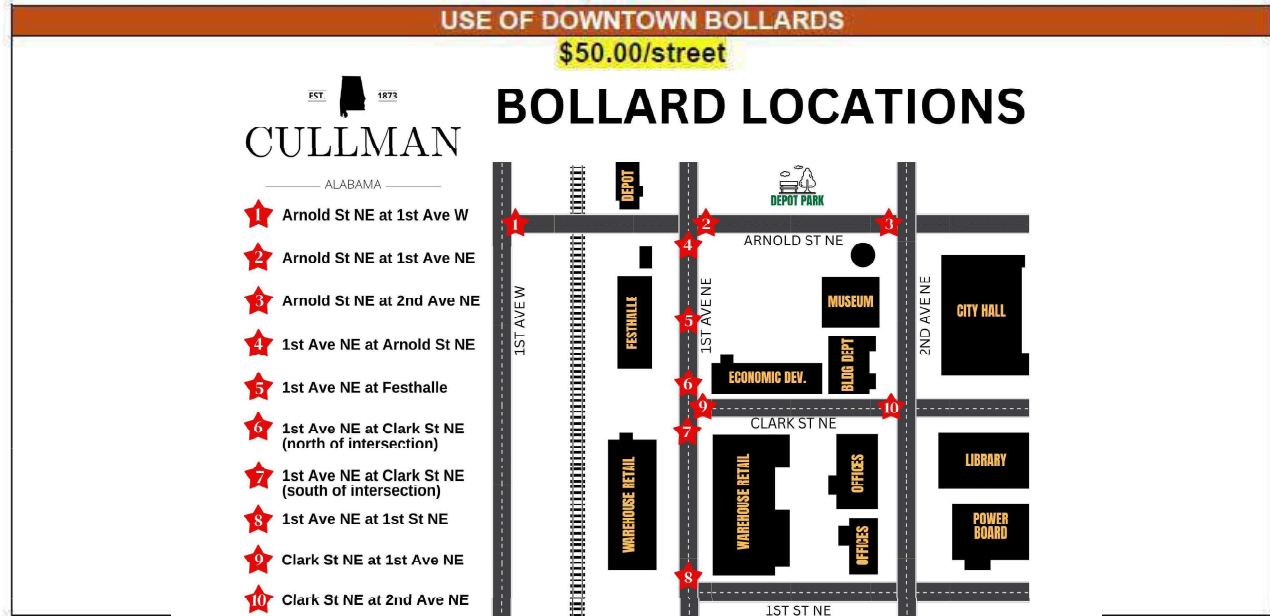 USE OF DOWNTOWN BOLLARDS
$50.00/street
EST. 1873
CULLMAN
ALABAMA
BOLLARD LOCATIONS
1 Arnold St NE at 1st Ave W
2 Arnold St NE at 1st Ave NE
3 Arnold St NE at 2nd Ave NE
4 1st Ave NE at Arnold St NE
5 1st Ave NE at Festhalle
6 1st Ave NE at Clark St NE
(north of intersection)
7 1st Ave NE at Clark St NE
(south of intersection)
8 1st Ave NE at 1st St NE
9 Clark St NE at 1st Ave NE
10 Clark St NE at 2nd Ave NE
DEPOT
DEPOT PARK
1
2
3
4
ARNOLD ST NE
1ST AVE W
FESTHALLE
5
1ST AVE NE
MUSEUM
2ND AVE NE
CITY HALL
6
ECONOMIC DEV.
BLDG DEPT
9
10
CLARK ST NE
7
WAREHOUSE RETAIL
WAREHOUSE RETAIL
OFFICES
LIBRARY
OFFICES
POWER
BOARD
8
1ST ST NE